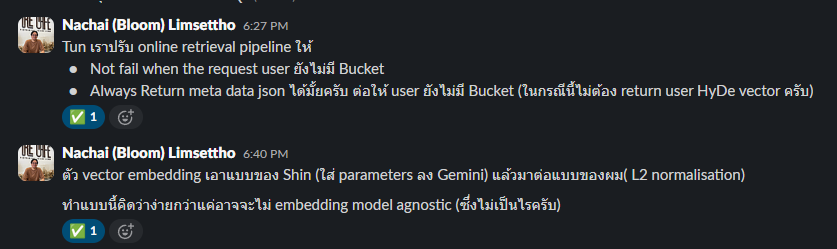 Nachai (Bloom) Limsettho 6:27 PM
Tun เราปรับ online retrieval pipeline ให้
● Not fail when the request user ยังไม่มี Bucket
● Always Return meta data json ได้มั้ยครับ ต่อให้ user ยังไม่มี Bucket (ในกรณีนี้ไม่ต้อง return user HyDe vector ครับ)
✅ 1
Nachai (Bloom) Limsettho 6:40 PM
ตัว vector embedding เอาแบบของ Shin (ใส่ parameters ลง Gemini) แล้วมาต่อแบบของผม( L2 normalisation)
ทำแบบนี้คิดว่าง่ายกว่าแค่อาจจะไม่ embedding model agnostic (ซึ่งไม่เป็นไรครับ)
✅ 1